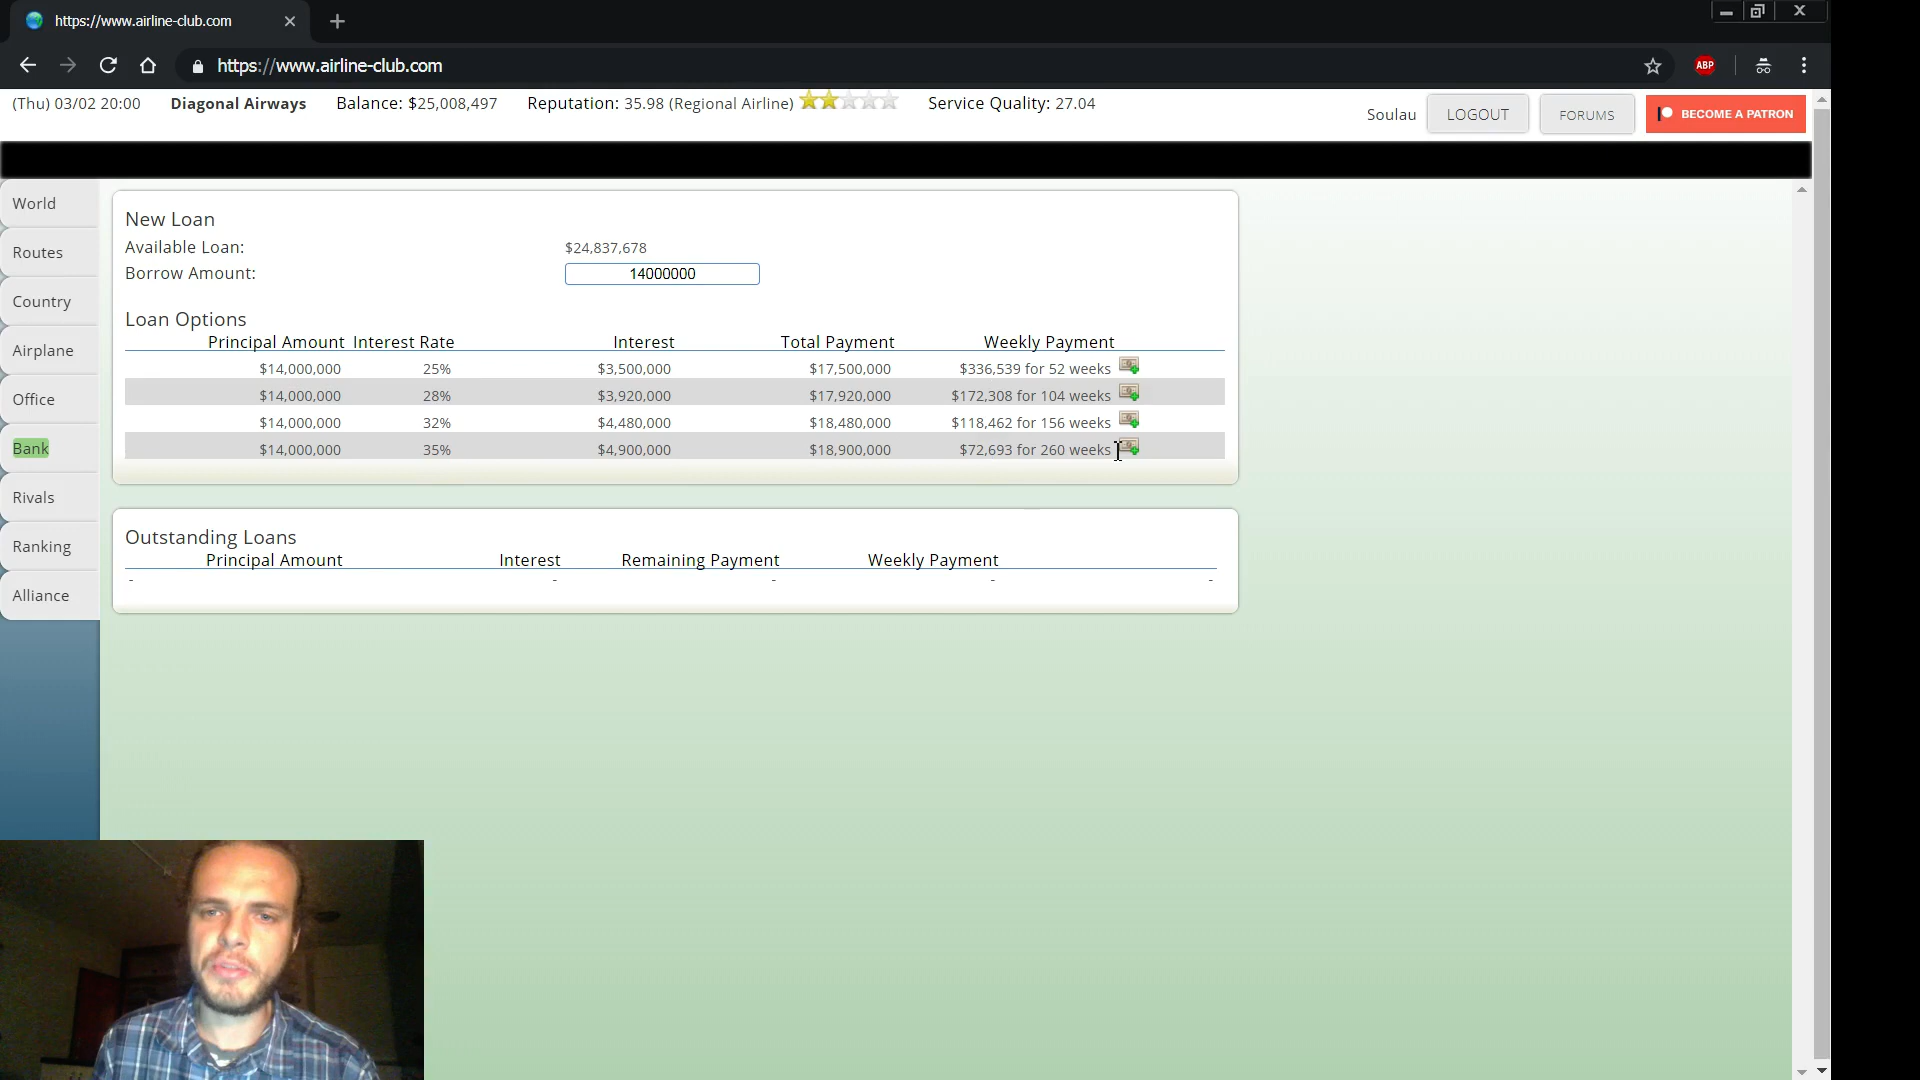 https://www.airline-club.com
https://www.airline-club.com
ABP
(Thu) 03/02 20:00 Diagonal Airways Balance: $25,008,497 Reputation: 35.98 (Regional Airline) Service Quality: 27.04
Soulau LOGOUT FORUMS BECOME A PATRON
World
Routes
Country
Airplane
Office
Bank
Rivals
Ranking
Alliance
New Loan
Available Loan: $24,837,678
Borrow Amount: 14000000
Loan Options
Principal Amount Interest Rate Interest Total Payment Weekly Payment
$14,000,000 25% $3,500,000 $17,500,000 $336,539 for 52 weeks
$14,000,000 28% $3,920,000 $17,920,000 $172,308 for 104 weeks
$14,000,000 32% $4,480,000 $18,480,000 $118,462 for 156 weeks
$14,000,000 35% $4,900,000 $18,900,000 $72,693 for 260 weeks
Outstanding Loans
Principal Amount Interest Remaining Payment Weekly Payment
- - - - -